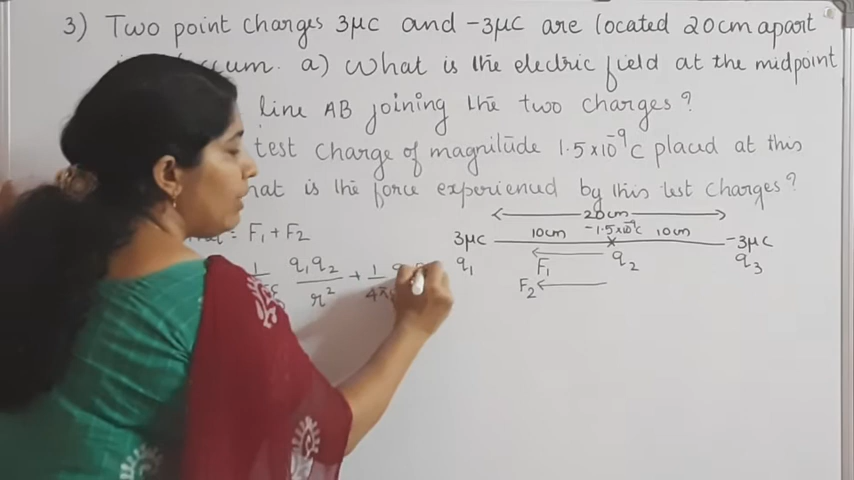 3) Two point charges 3μc and -3μc are located 20cm apart
a) What is the electric field at the midpoint
line AB joining the two charges?
test charge of magnitude 1.5x10⁻⁹C placed at this
is the force experienced by this test charges?
20cm
10cm -1.5x10⁻⁹c 10cm
3μc -3μc
= F₁ + F₂
q₁ F₁ q₂ q₃
q₁q₂/r² + 1/4π
F₂